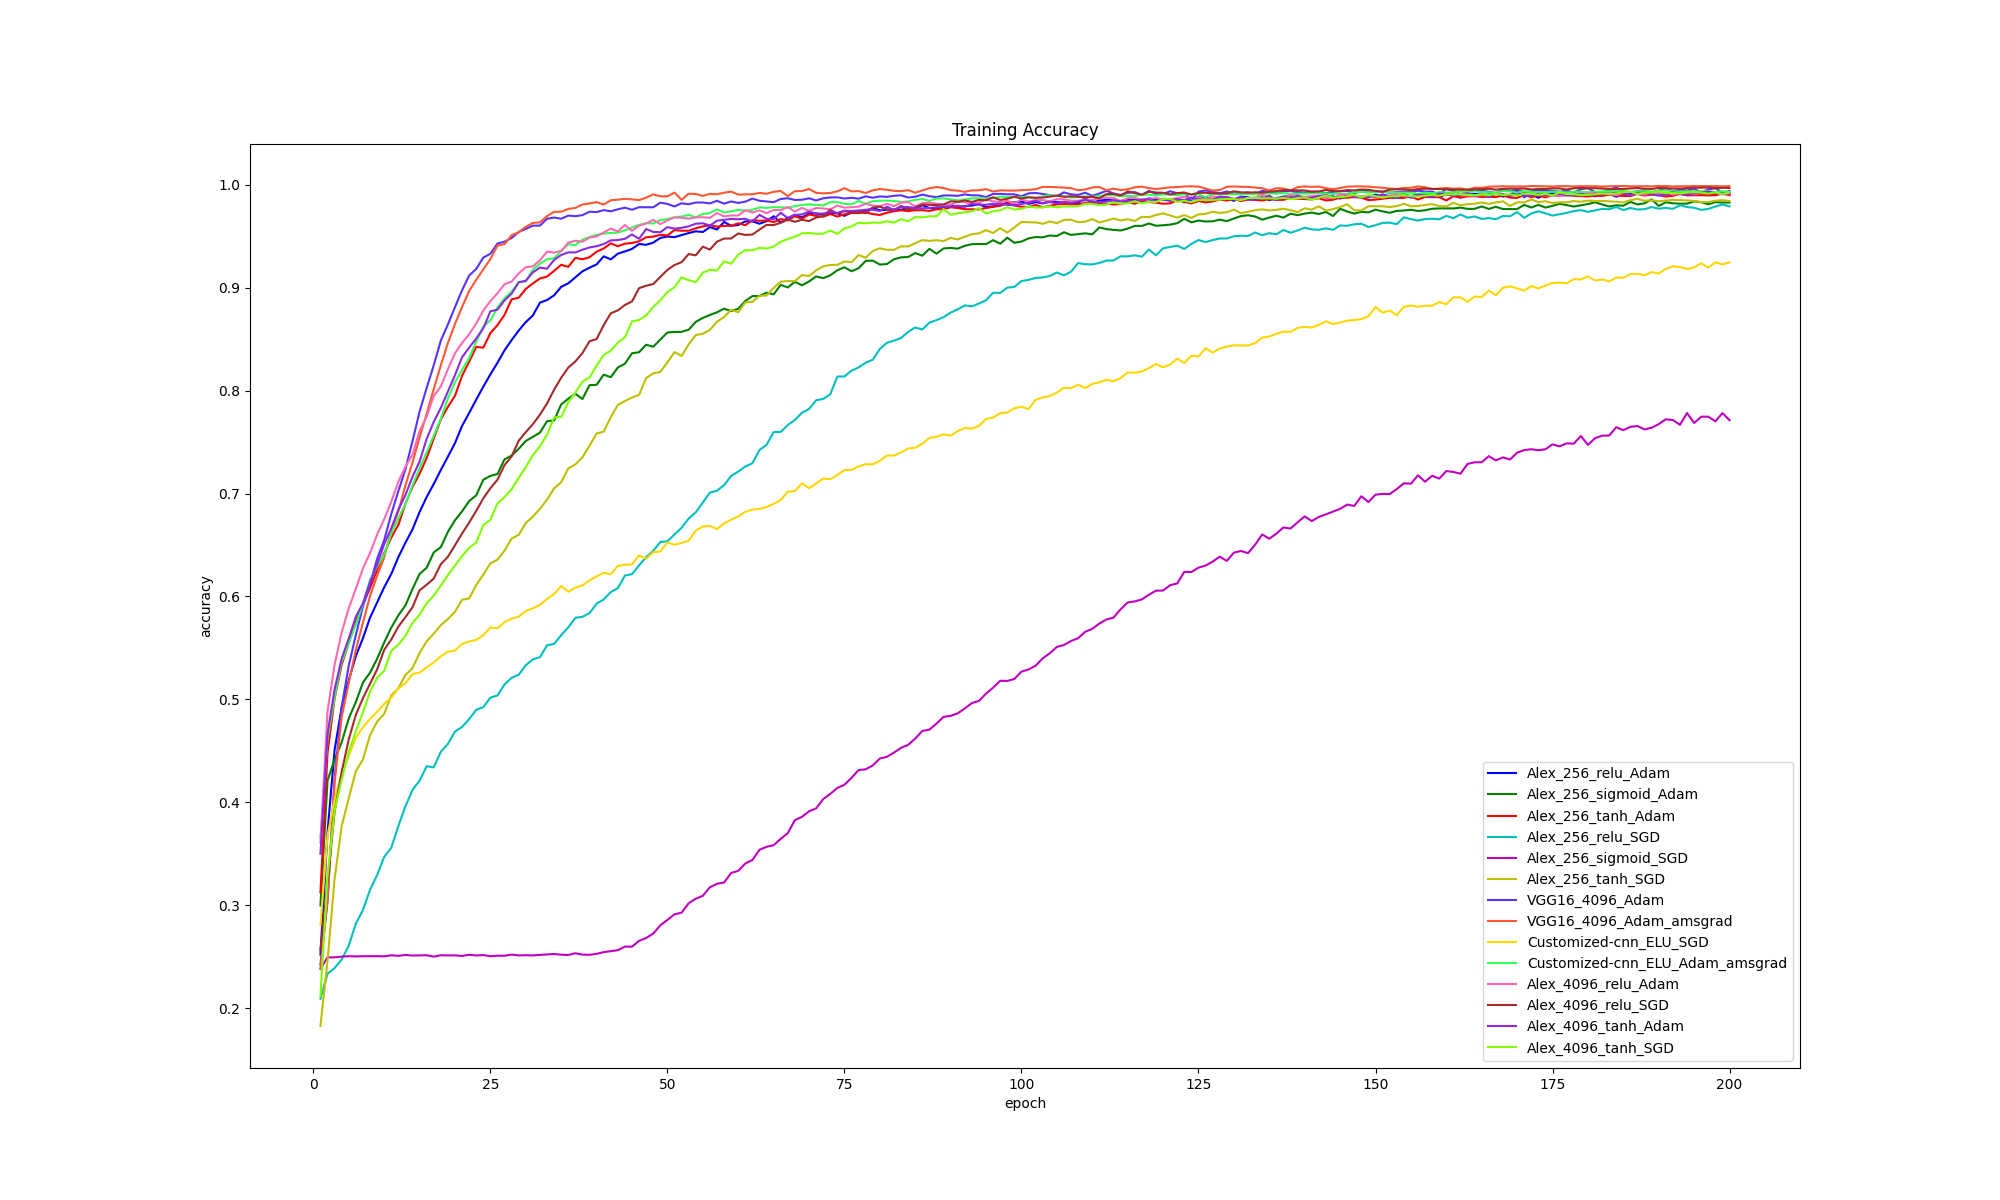 Training Accuracy
1.0
0.9
0.8
0.7
0.6
0.5
0.4
0.3
0.2
accuracy
0 25 50 75 100 125 150 175 200
epoch
Alex_256_relu_Adam
Alex_256_sigmoid_Adam
Alex_256_tanh_Adam
Alex_256_relu_SGD
Alex_256_sigmoid_SGD
Alex_256_tanh_SGD
VGG16_4096_Adam
VGG16_4096_Adam_amsgrad
Customized-cnn_ELU_SGD
Customized-cnn_ELU_Adam_amsgrad
Alex_4096_relu_Adam
Alex_4096_relu_SGD
Alex_4096_tanh_Adam
Alex_4096_tanh_SGD